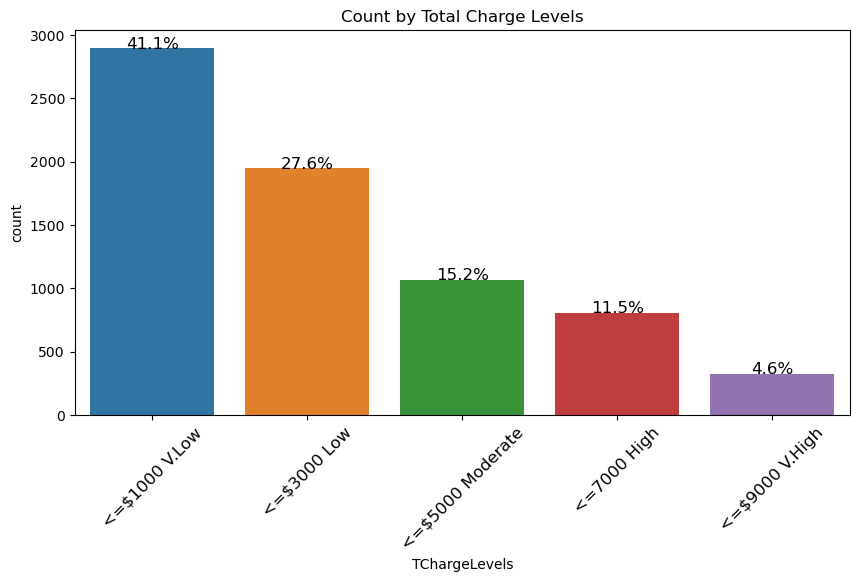 Count by Total Charge Levels
3000
2500
2000
1500
1000
500
0
count
41.1%
27.6%
15.2%
11.5%
4.6%
<=$1000 V.Low
<=$3000 Low
<=$5000 Moderate
<=7000 High
<=$9000 V.High
TChargeLevels